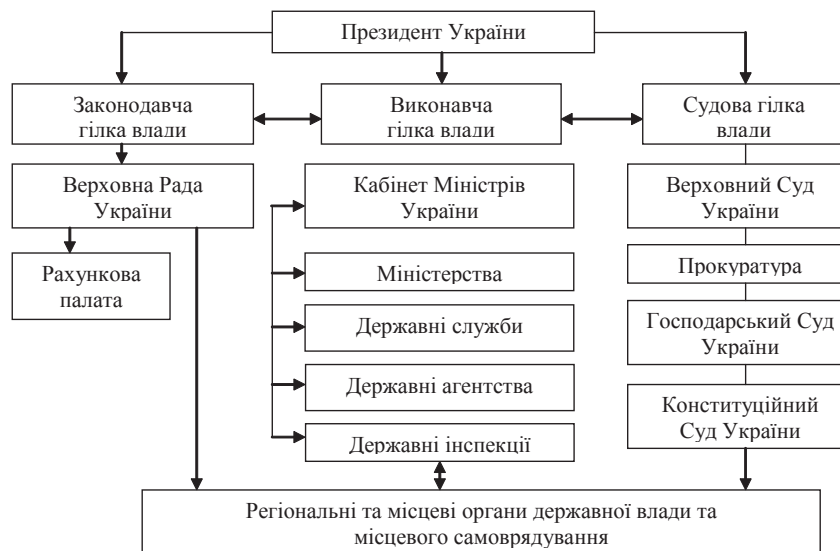 Президент України
Законодавча
гілка влади
Виконавча
гілка влади
Судова гілка
влади
Верховна Рада
України
Кабінет Міністрів
України
Верховний Суд
України
Рахункова
палата
Міністерства
Прокуратура
Державні служби
Господарський Суд
України
Державні агентства
Конституційний
Суд України
Державні інспекції
Регіональні та місцеві органи державної влади та
місцевого самоврядування